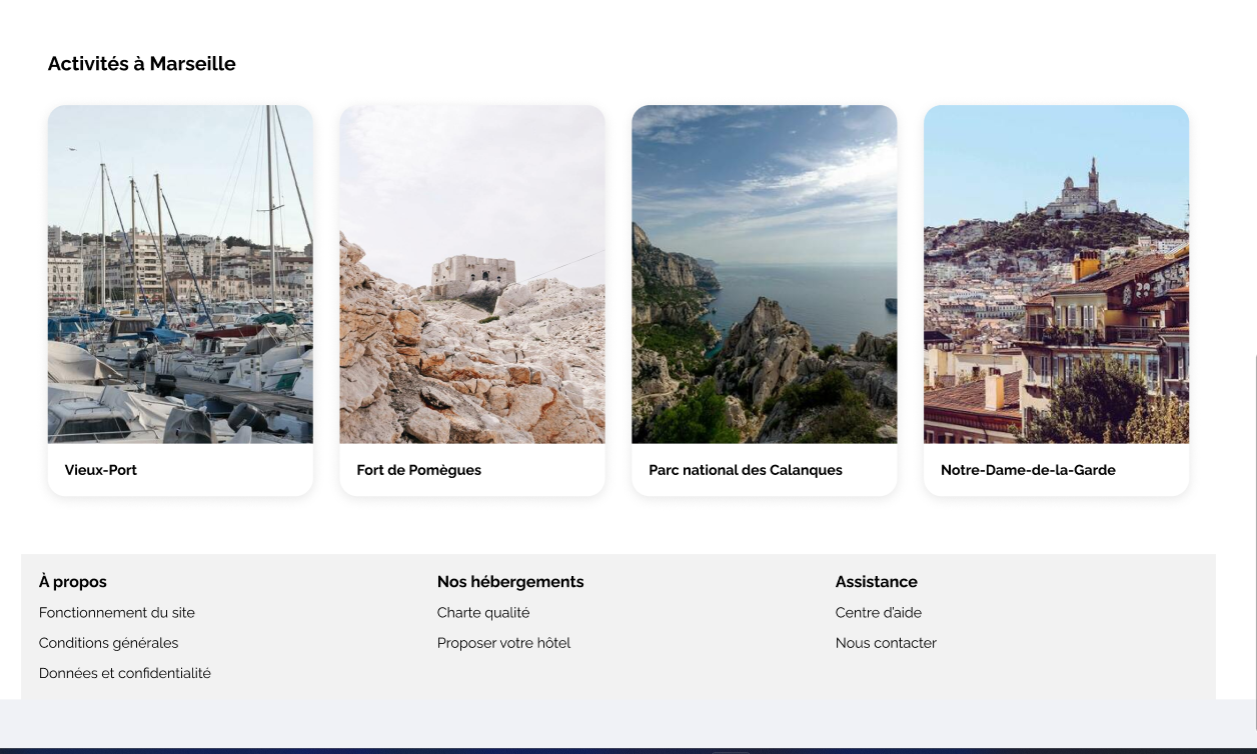 Activités à Marseille
Vieux-Port
Fort de Pomègues
Parc national des Calanques
Notre-Dame-de-la-Garde
À propos
Fonctionnement du site
Conditions générales
Données et confidentialité
Nos hébergements
Charte qualité
Proposer votre hôtel
Assistance
Centre d'aide
Nous contacter